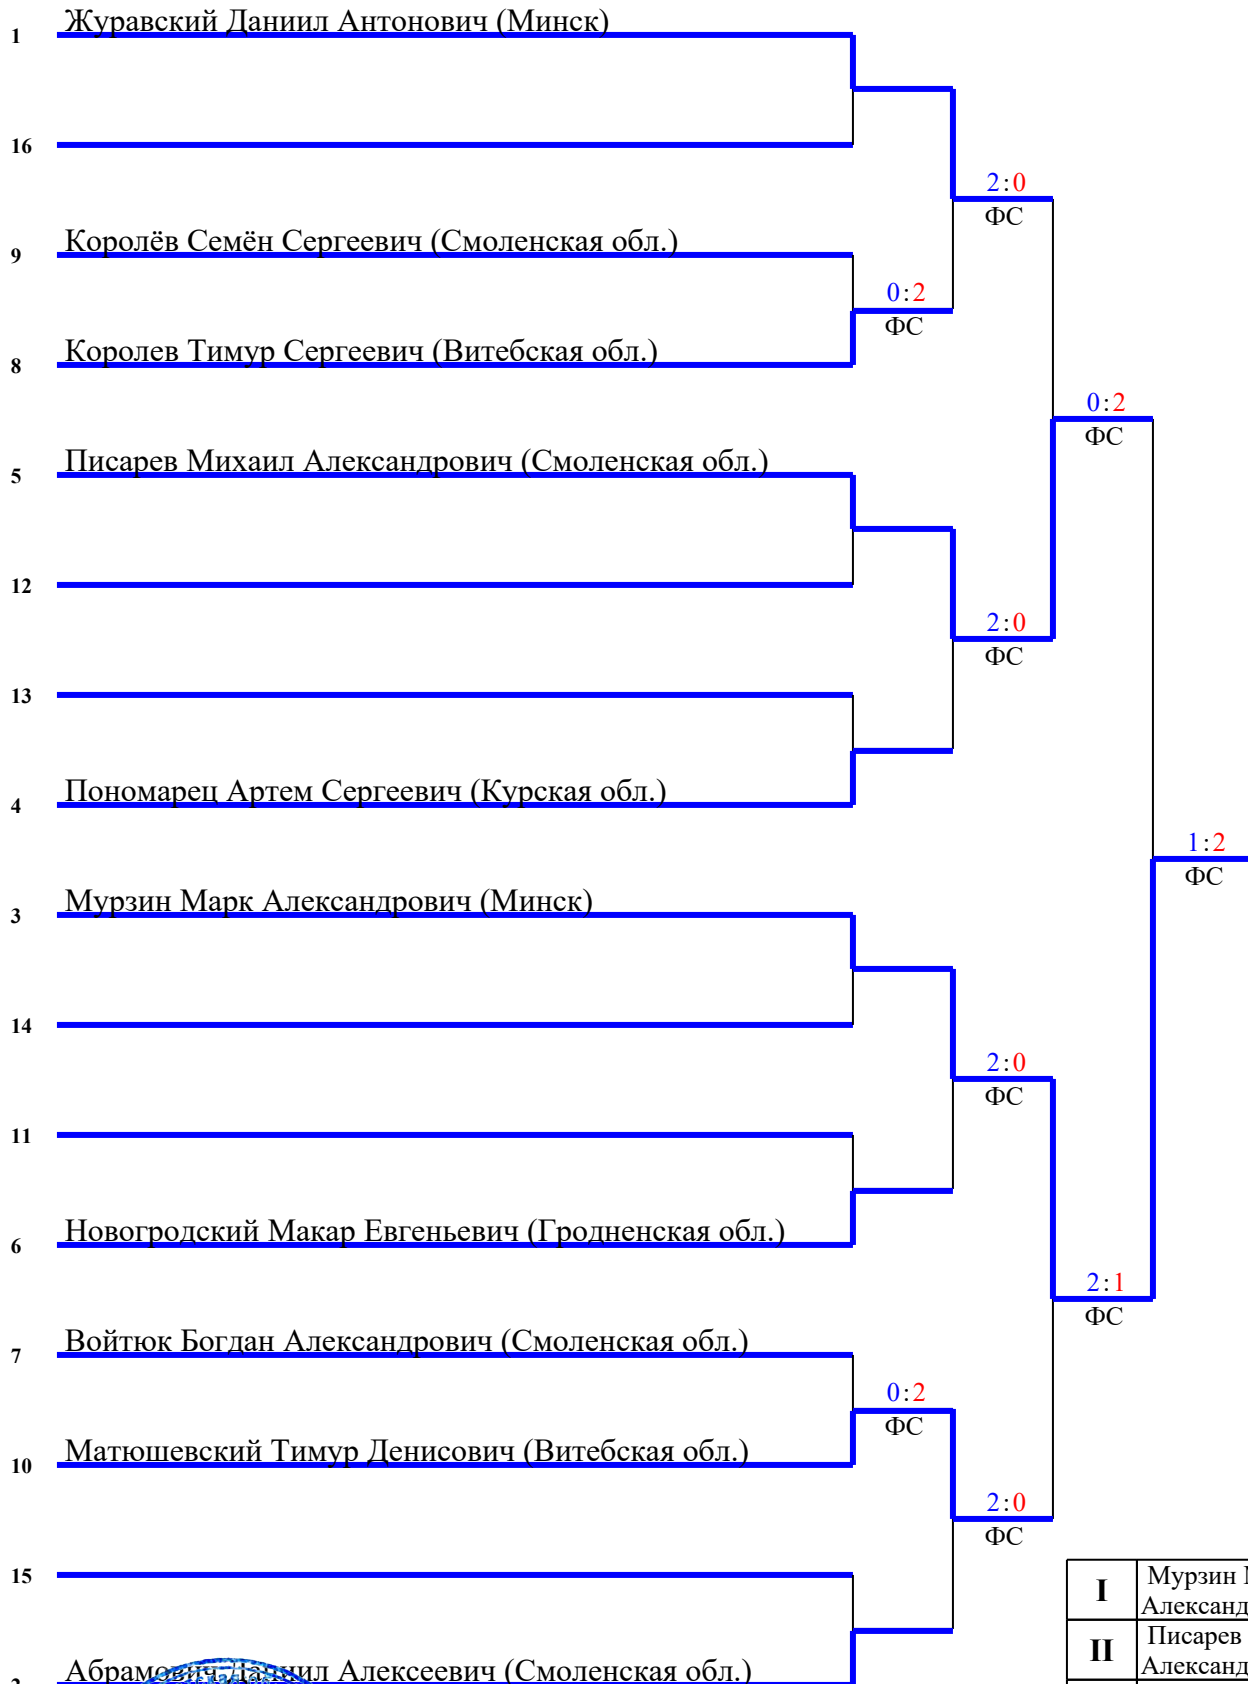 1 Журавский Даниил Антонович (Минск)
16
2:0
ФС
9 Королёв Семён Сергеевич (Смоленская обл.)
0:2
ФС
8 Королев Тимур Сергеевич (Витебская обл.)
0:2
ФС
5 Писарев Михаил Александрович (Смоленская обл.)
12
2:0
ФС
13
4 Пономарец Артем Сергеевич (Курская обл.)
1:2
ФС
3 Мурзин Марк Александрович (Минск)
14
2:0
ФС
11
6 Новогродский Макар Евгеньевич (Гродненская обл.)
2:1
ФС
7 Войтюк Богдан Александрович (Смоленская обл.)
0:2
ФС
10 Матюшевский Тимур Денисович (Витебская обл.)
2:0
ФС
15
I Мурзин
Александ
II Писарев
Александ
Абрамович Даниил Алексеевич (Смоленская обл.)